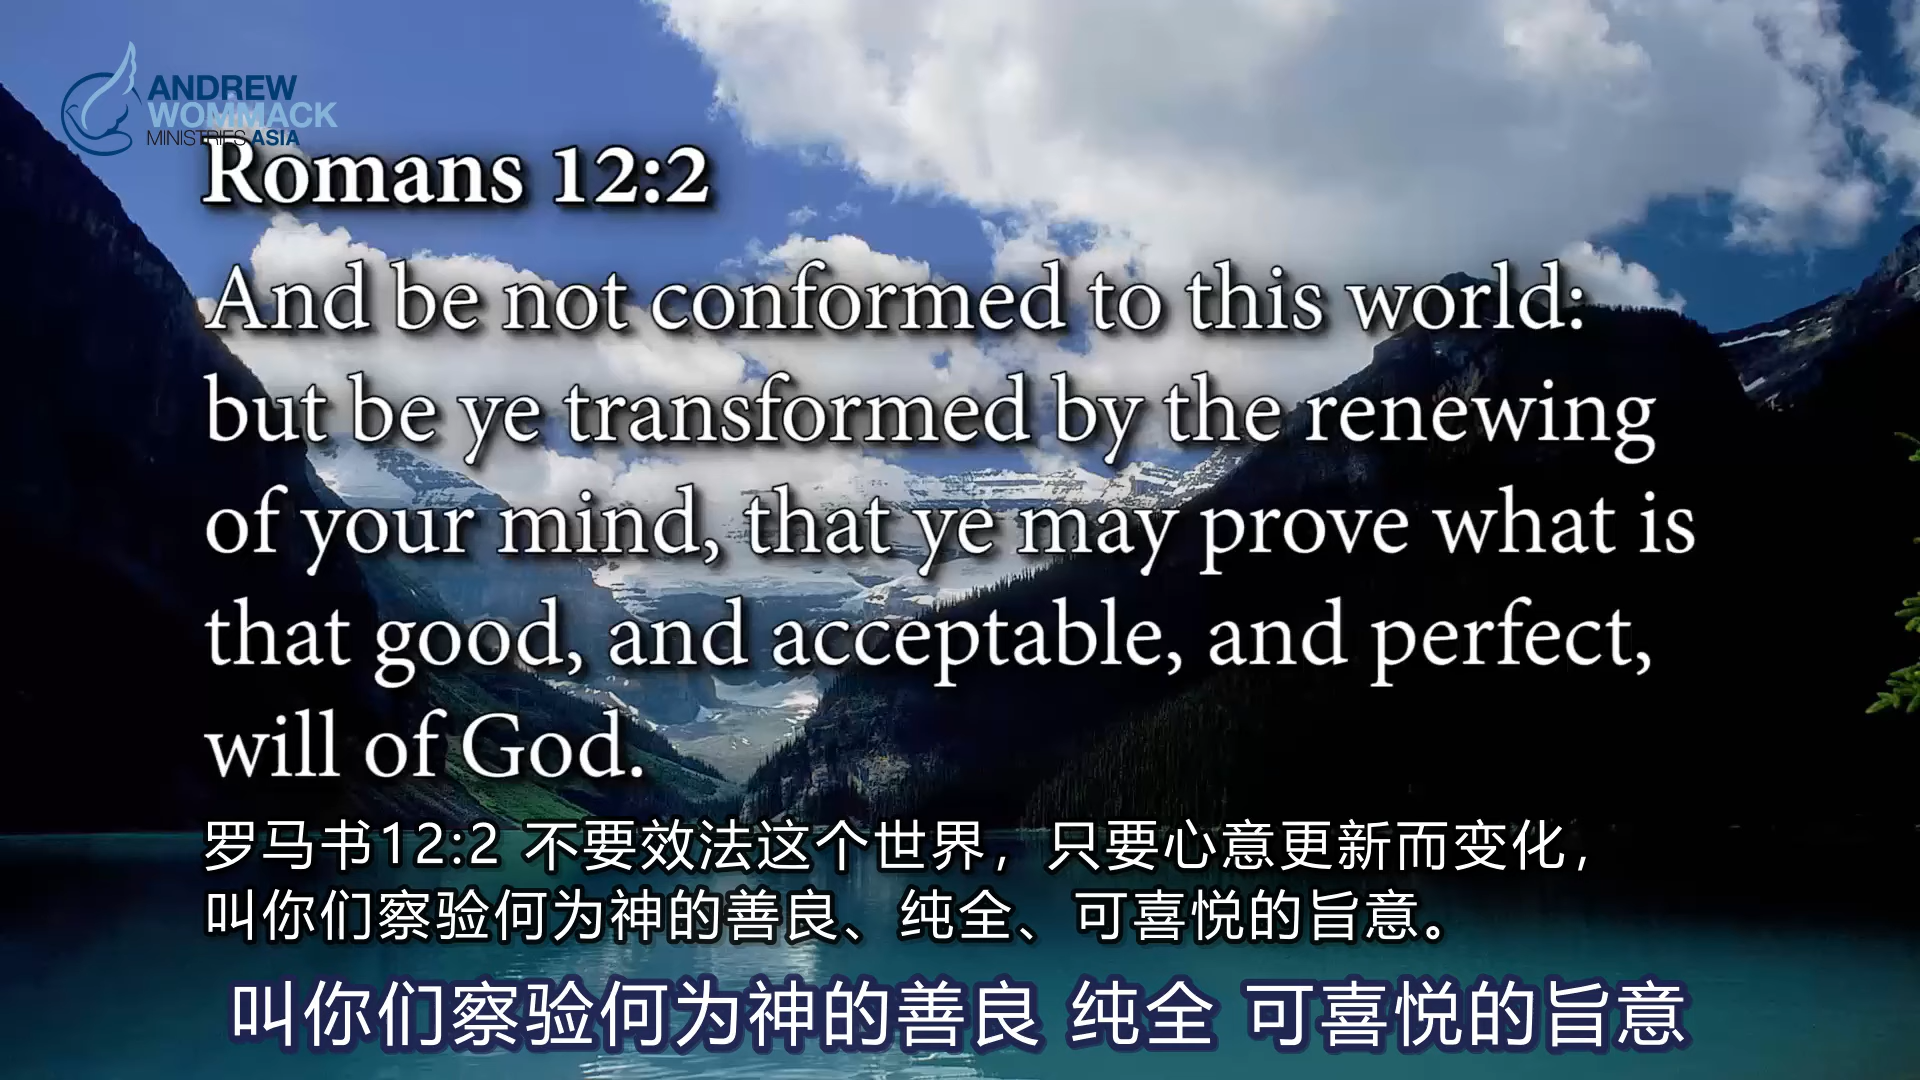 ANDREW
WOMMACK
MINISTRIES ASIA
Romans 12:2
And be not conformed to this world:
but be ye transformed by the renewing
of your mind, that ye may prove what is
that good, and acceptable, and perfect,
will of God.
罗马书12:2 不要效法这个世界，只要心意更新而变化，
叫你们察验何为神的善良、纯全、可喜悦的旨意。
叫你们察验何为神的善良 纯全 可喜悦的旨意